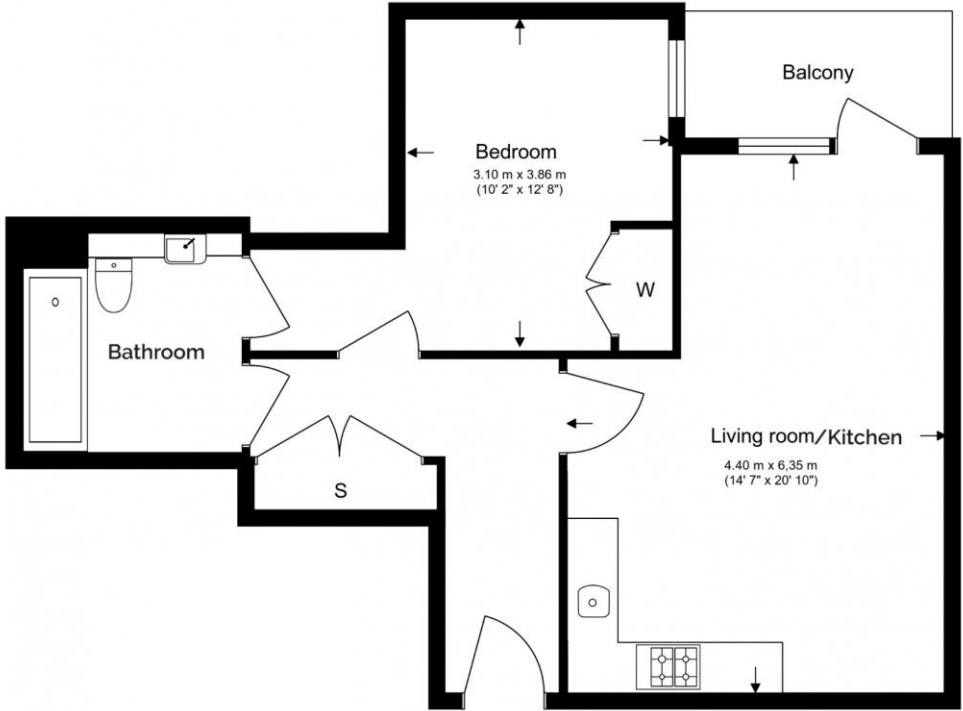 Balcony
Bedroom
3.10 m x 3.86 m
(10' 2" x 12' 8")
W
Bathroom
Living room/Kitchen
4.40 m x 6,35 m
(14' 7" x 20' 10")
S